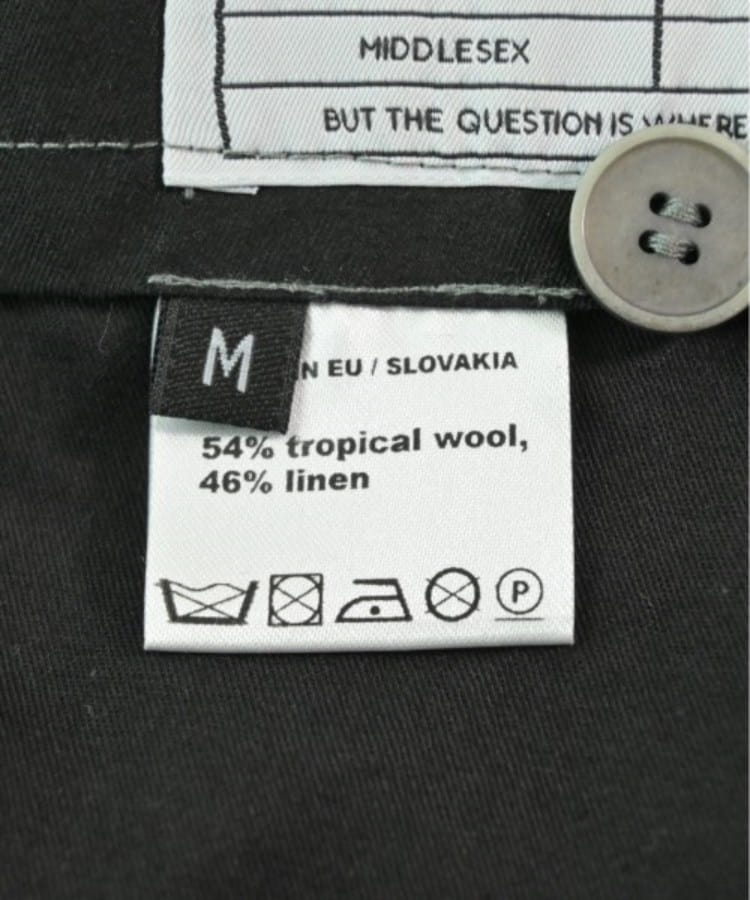 MIDDLESEX
BUT THE QUESTION IS WHERE
M
N EU / SLOVAKIA
54% tropical wool,
46% linen
P